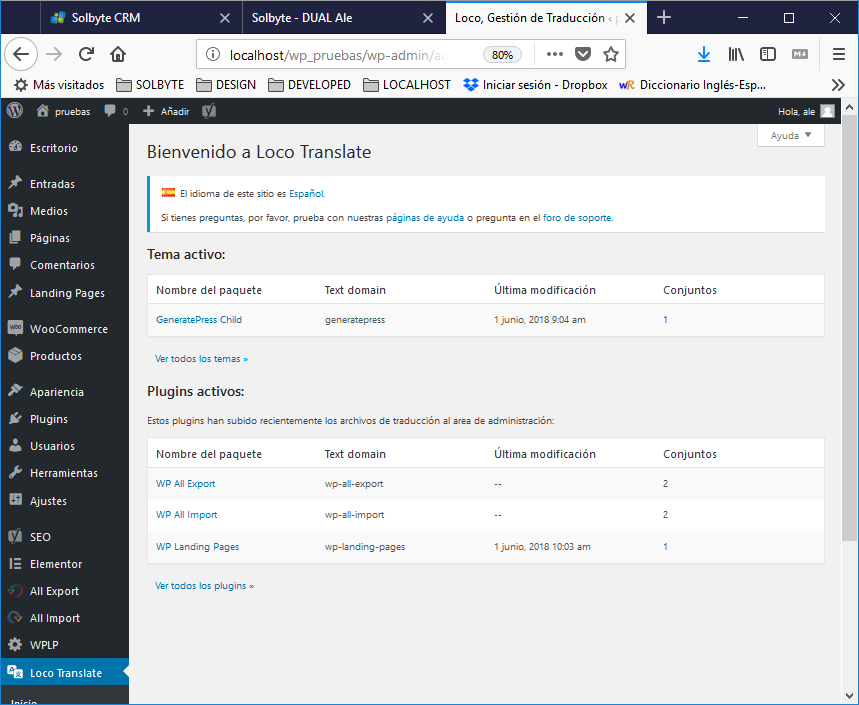 Solbyte CRM
Solbyte - DUAL Ale
Loco, Gestión de Traducción ‹ p
localhost/wp_pruebas/wp-admin/ad
80%
Más visitados
SOLBYTE
DESIGN
DEVELOPED
LOCALHOST
Iniciar sesión - Dropbox
wR
Diccionario Inglés-Esp...
pruebas
0
Añadir
Hola, ale
Ayuda
Escritorio
Entradas
Medios
Páginas
Comentarios
Landing Pages
WooCommerce
Productos
Apariencia
Plugins
Usuarios
Herramientas
Ajustes
SEO
Elementor
All Export
All Import
WPLP
Loco Translate
Inicio
Bienvenido a Loco Translate
El idioma de este sitio es Español.
Si tienes preguntas, por favor, prueba con nuestras páginas de ayuda o pregunta en el foro de soporte.
Tema activo:
Nombre del paquete Text domain Última modificación Conjuntos
GeneratePress Child generatepress 1 junio, 2018 9:04 am 1
Ver todos los temas »
Plugins activos:
Estos plugins han subido recientemente los archivos de traducción al area de administración:
Nombre del paquete Text domain Última modificación Conjuntos
WP All Export wp-all-export -- 2
WP All Import wp-all-import -- 2
WP Landing Pages wp-landing-pages 1 junio, 2018 10:03 am 1
Ver todos los plugins »